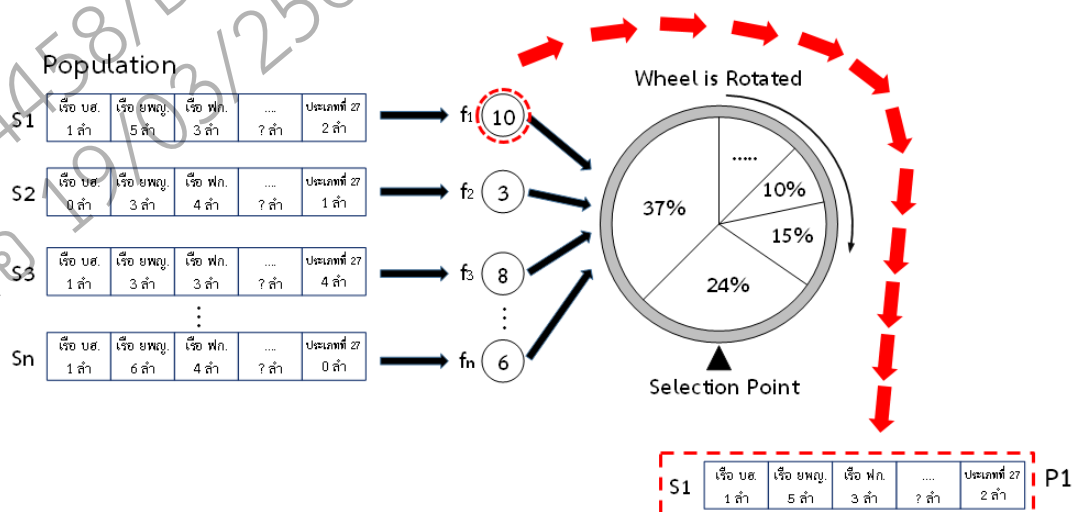 4458/
19/03/256
Population
Wheel is Rotated
S1
เรือ บฮ. เรือ ยพญ. เรือ ฟก. .... ประเภทที่ 27
1 ลำ 5 ลำ 3 ลำ ? ลำ 2 ลำ
f₁ 10
S2
เรือ บฮ. เรือ ยพญ. เรือ ฟก. .... ประเภทที่ 27
0 ลำ 3 ลำ 4 ลำ ? ลำ 1 ลำ
f₂ 3
S3
เรือ บฮ. เรือ ยพญ. เรือ ฟก. .... ประเภทที่ 27
1 ลำ 3 ลำ 3 ลำ ? ลำ 4 ลำ
f₃ 8
Sn
เรือ บฮ. เรือ ยพญ. เรือ ฟก. .... ประเภทที่ 27
1 ลำ 6 ลำ 4 ลำ ? ลำ 0 ลำ
fn 6
.....
10%
37%
15%
24%
Selection Point
S1
เรือ บฮ. เรือ ยพญ. เรือ ฟก. .... ประเภทที่ 27
1 ลำ 5 ลำ 3 ลำ ? ลำ 2 ลำ
P1